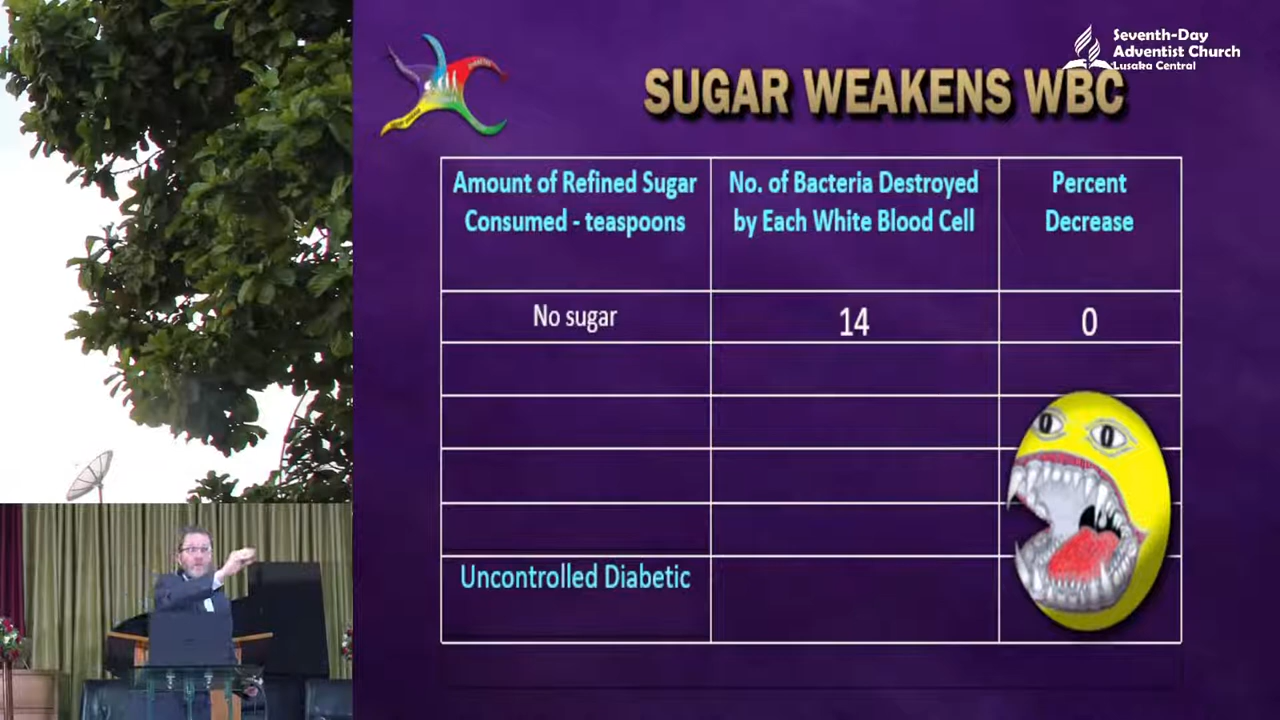 Seventh-Day
Adventist Church
Lusaka Central
SUGAR WEAKENS WBC
Amount of Refined Sugar
Consumed - teaspoons
No. of Bacteria Destroyed
by Each White Blood Cell
Percent
Decrease
No sugar
14
0
Uncontrolled Diabetic